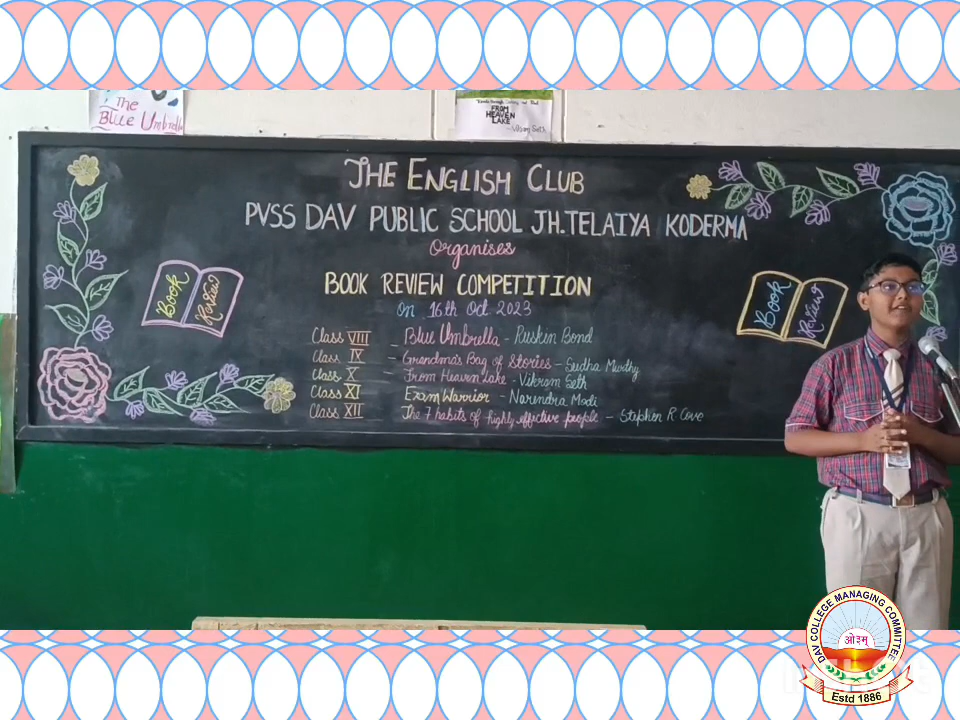 The
Blue Umbrella
FROM
HEAVEN
LAKE
- Vikram Seth
THE ENGLISH CLUB
PVSS DAV PUBLIC SCHOOL JH.TELAIYA KODERMA
Organises
BOOK REVIEW COMPETITION
On 16th Oct 2023
Class VIII - Blue Umbrella - Ruskin Bond
Class IX - Grandma's Bag of Stories - Sudha Murthy
Class X - From Heaven Lake - Vikram Seth
Class XI Exam Warrior - Narendra Modi
Class XII The 7 habits of highly effective people - Stephen R Cove
Book
Review
Book
Review
DAV COLLEGE MANAGING COMMITTEE
ओ३म्
Estd 1886